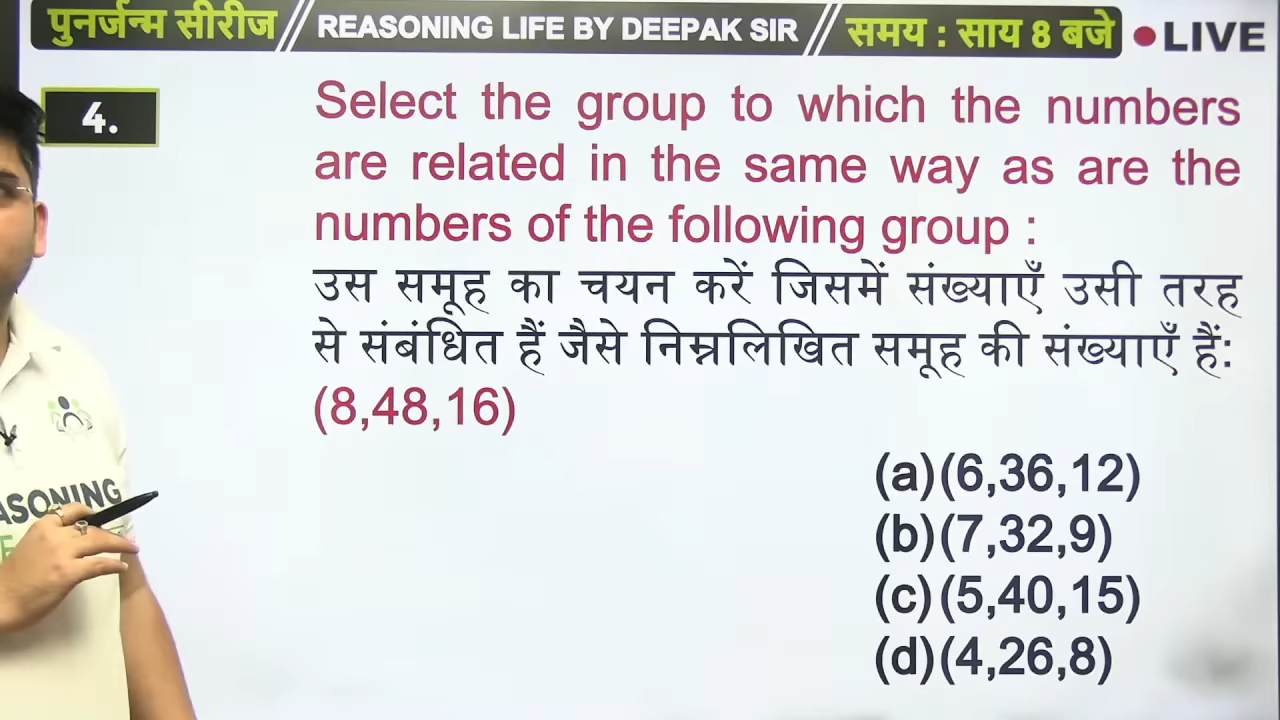 पुनर्जन्म सीरीज // REASONING LIFE BY DEEPAK SIR // समय : साय 8 बजे LIVE
4.
Select the group to which the numbers
are related in the same way as are the
numbers of the following group :
उस समूह का चयन करें जिसमें संख्याएँ उसी तरह
से संबंधित हैं जैसे निम्नलिखित समूह की संख्याएँ हैं:
(8,48,16)
(a)(6,36,12)
(b)(7,32,9)
(c)(5,40,15)
(d)(4,26,8)